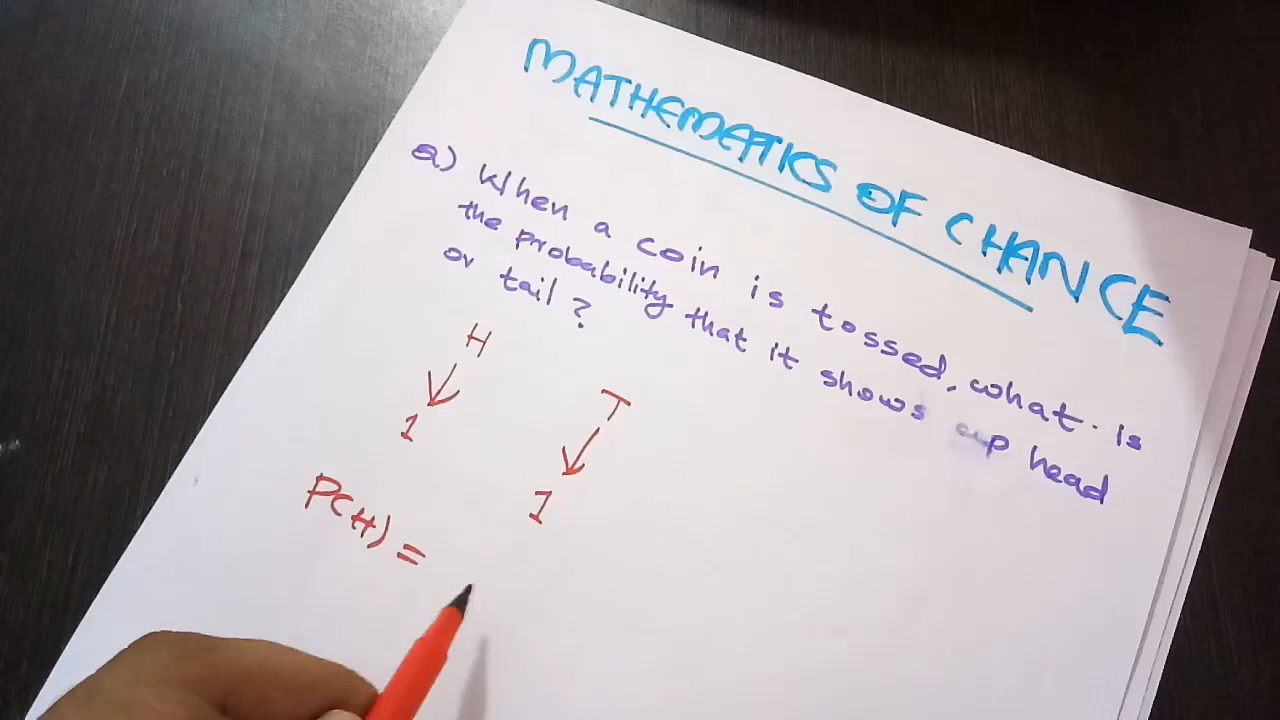 MATHEMATICS OF CHANCE
a) When a coin is tossed, what is
the probability that it shows up head
or tail?
H T
1 1
P(H) =